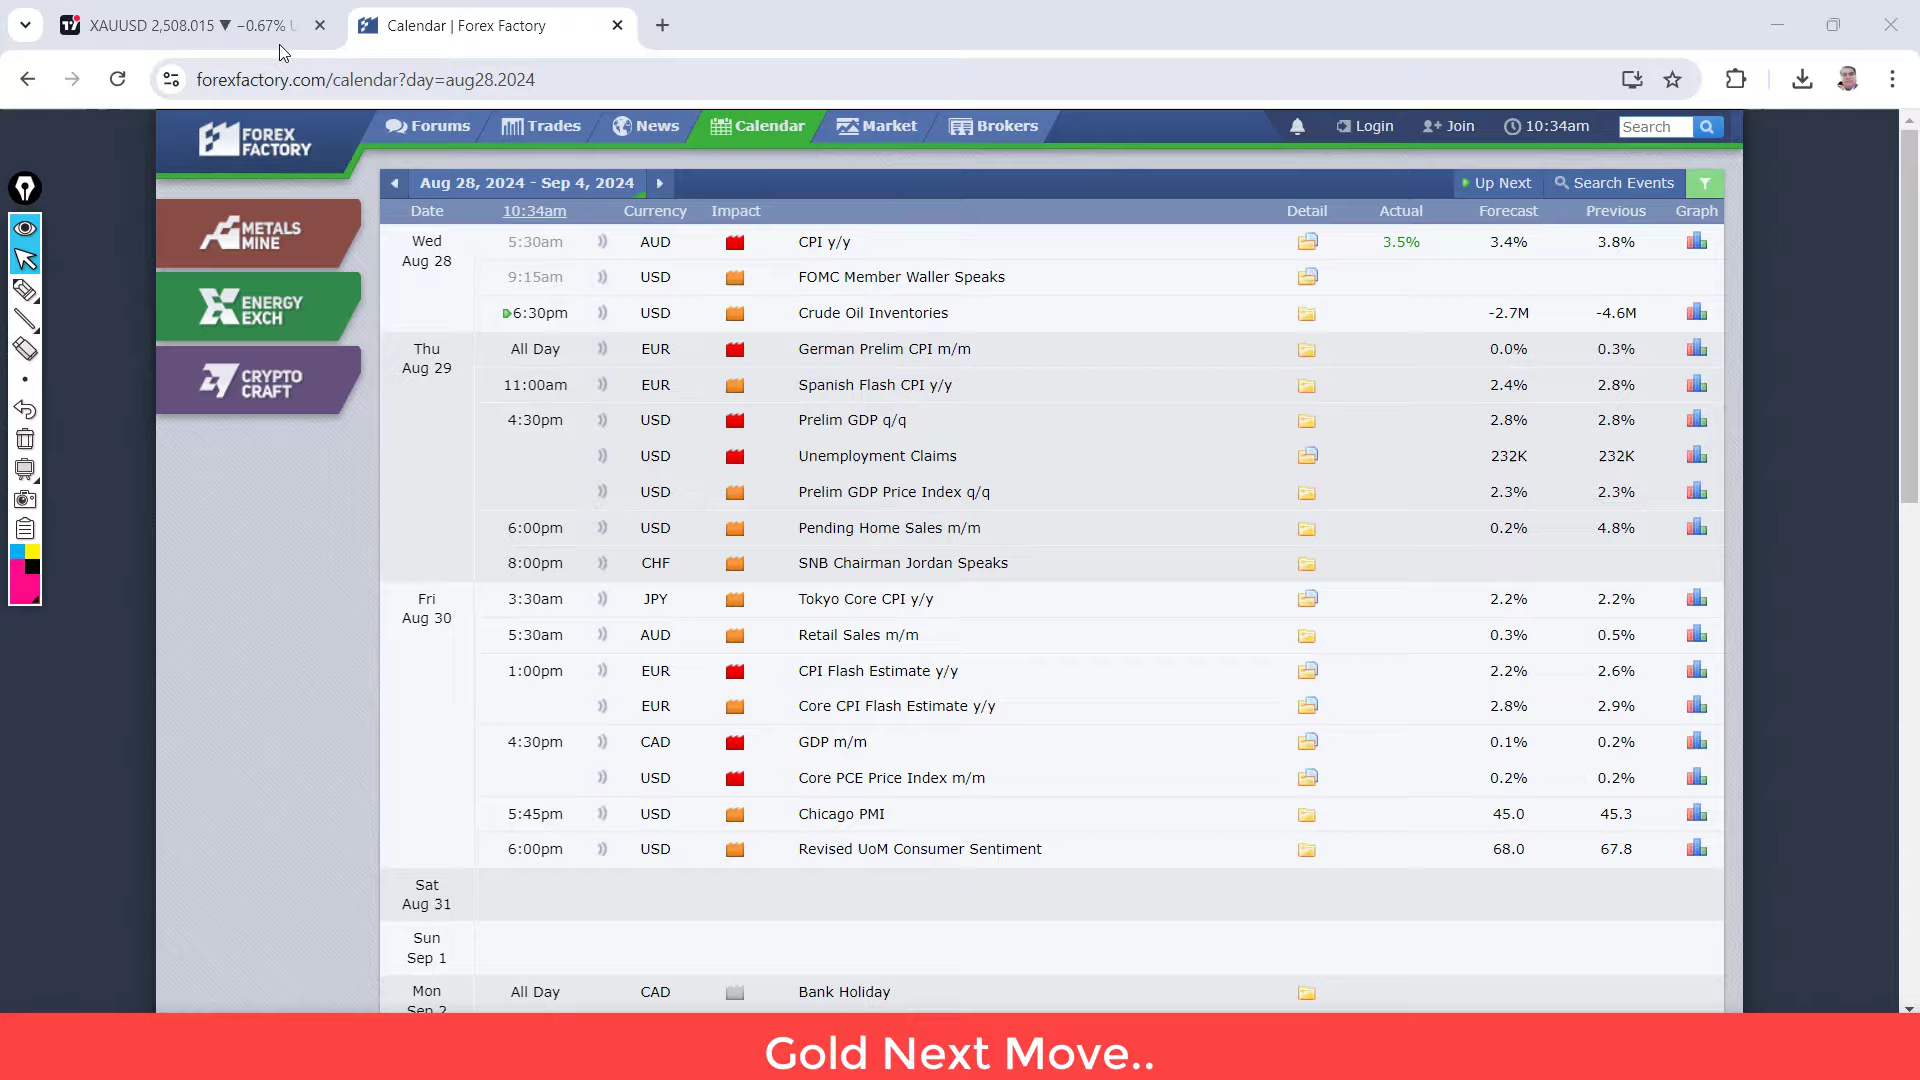 XAUUSD 2,508.015 ▼ −0.67%
Calendar | Forex Factory
forexfactory.com/calendar?day=aug28.2024
FOREX FACTORY
Forums
Trades
News
Calendar
Market
Brokers
Login
Join
10:34am
Search
METALS MINE
ENERGY EXCH
CRYPTO CRAFT
Aug 28, 2024 - Sep 4, 2024
Up Next
Search Events
Date 10:34am Currency Impact Detail Actual Forecast Previous Graph
Wed Aug 28
5:30am AUD CPI y/y 3.5% 3.4% 3.8%
9:15am USD FOMC Member Waller Speaks
6:30pm USD Crude Oil Inventories -2.7M -4.6M
Thu Aug 29
All Day EUR German Prelim CPI m/m 0.0% 0.3%
11:00am EUR Spanish Flash CPI y/y 2.4% 2.8%
4:30pm USD Prelim GDP q/q 2.8% 2.8%
USD Unemployment Claims 232K 232K
USD Prelim GDP Price Index q/q 2.3% 2.3%
6:00pm USD Pending Home Sales m/m 0.2% 4.8%
8:00pm CHF SNB Chairman Jordan Speaks
Fri Aug 30
3:30am JPY Tokyo Core CPI y/y 2.2% 2.2%
5:30am AUD Retail Sales m/m 0.3% 0.5%
1:00pm EUR CPI Flash Estimate y/y 2.2% 2.6%
EUR Core CPI Flash Estimate y/y 2.8% 2.9%
4:30pm CAD GDP m/m 0.1% 0.2%
USD Core PCE Price Index m/m 0.2% 0.2%
5:45pm USD Chicago PMI 45.0 45.3
6:00pm USD Revised UoM Consumer Sentiment 68.0 67.8
Sat Aug 31
Sun Sep 1
Mon Sep 2
All Day CAD Bank Holiday
Gold Next Move..